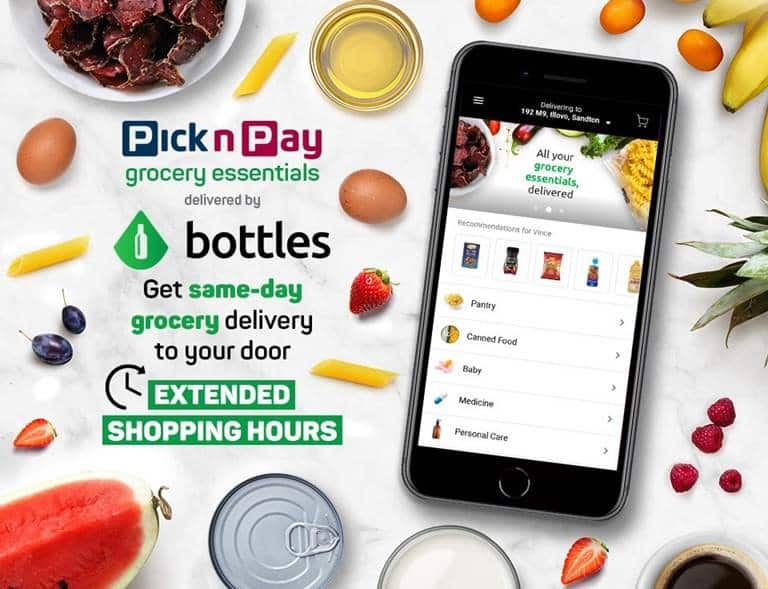 Pick n Pay
grocery essentials
delivered by
bottles
Get same-day
grocery delivery
to your door
EXTENDED
SHOPPING HOURS
Delivering to
192 M9, Illovo, Sandton
All your
grocery
essentials,
delivered
Recommendations for Vince
Pantry
Canned Food
Baby
Medicine
Personal Care